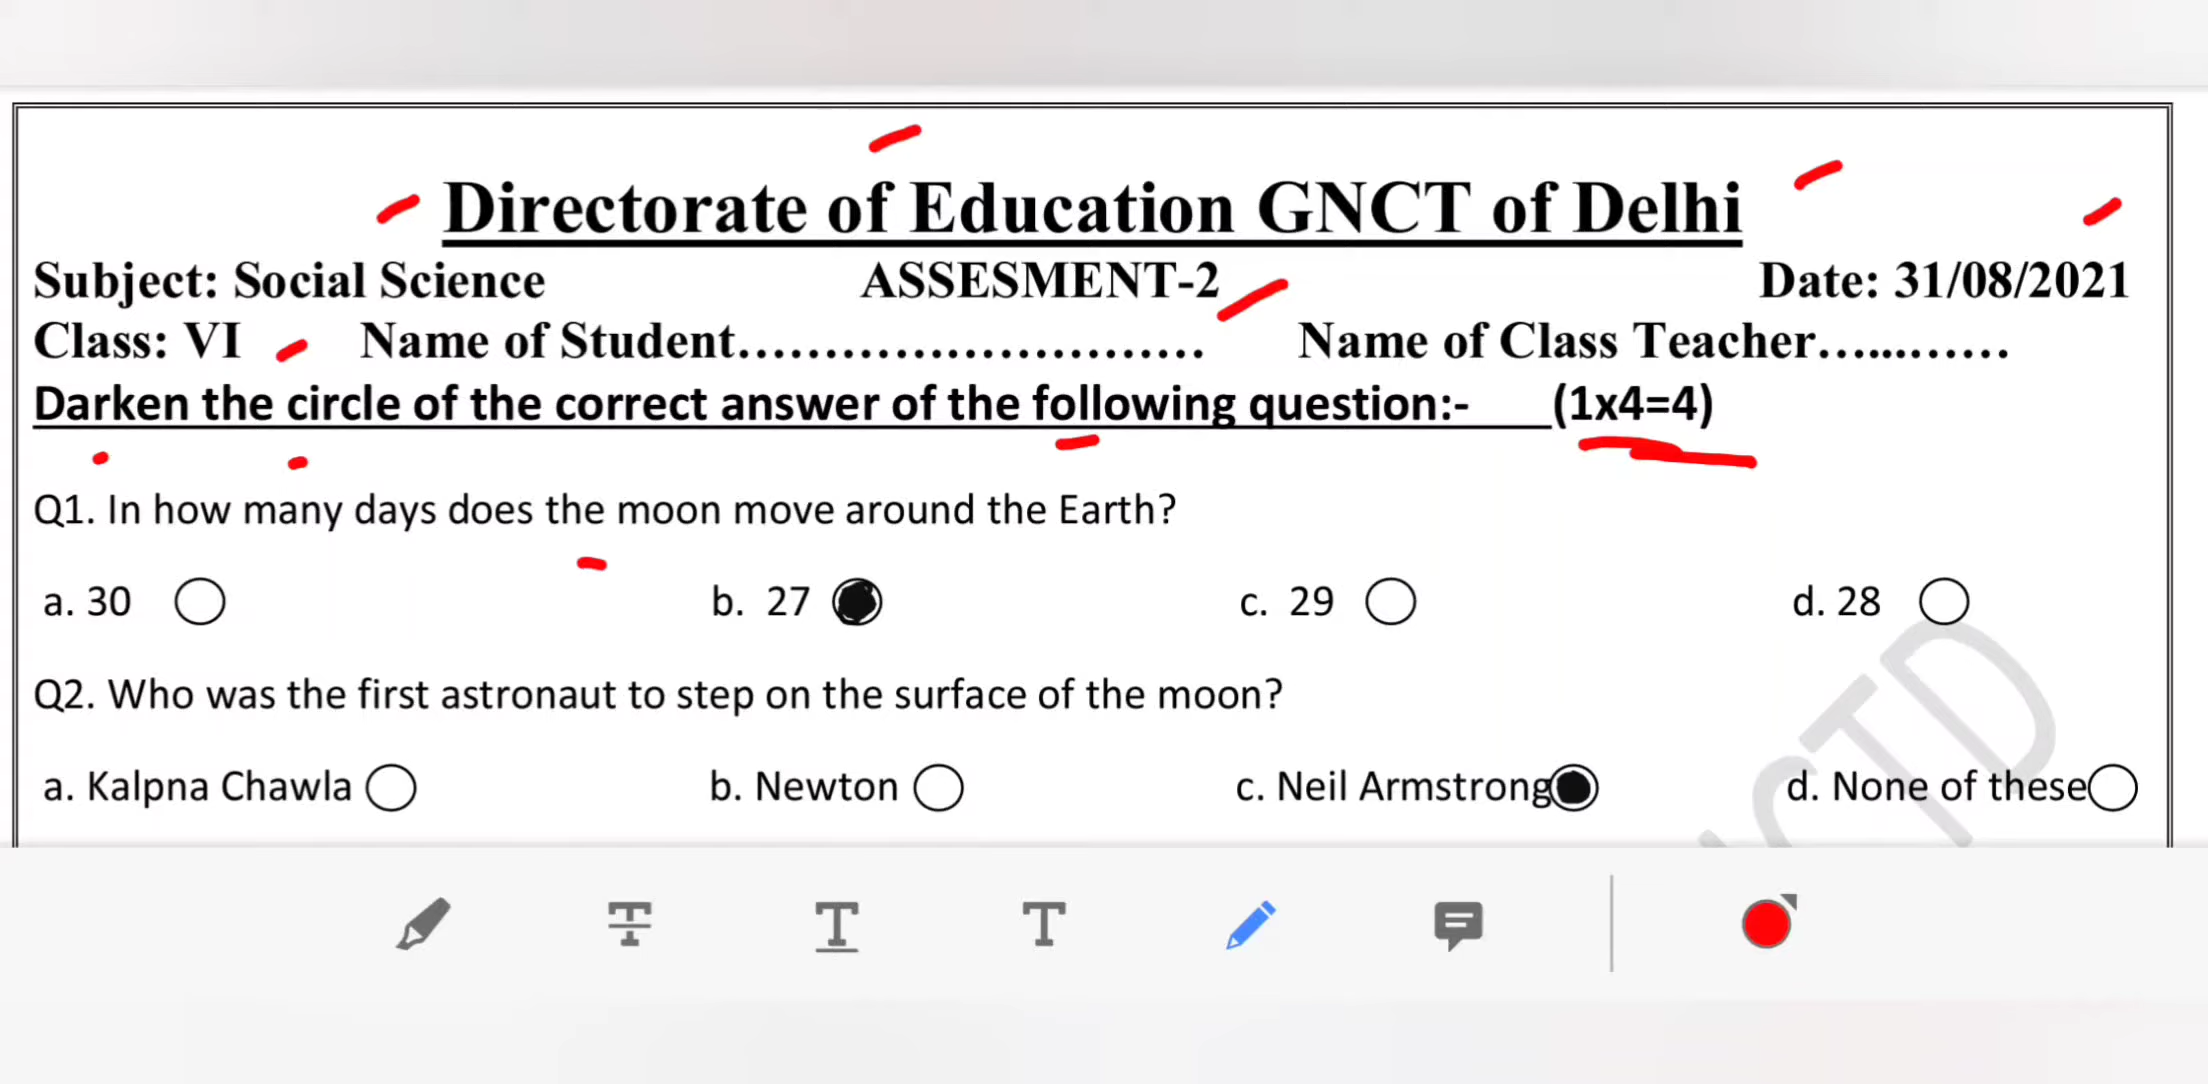 Directorate of Education GNCT of Delhi
Subject: Social Science ASSESMENT-2 Date: 31/08/2021
Class: VI Name of Student........................... Name of Class Teacher............
Darken the circle of the correct answer of the following question:- (1x4=4)
Q1. In how many days does the moon move around the Earth?
a. 30 b. 27 c. 29 d. 28
Q2. Who was the first astronaut to step on the surface of the moon?
a. Kalpna Chawla b. Newton c. Neil Armstrong d. None of these